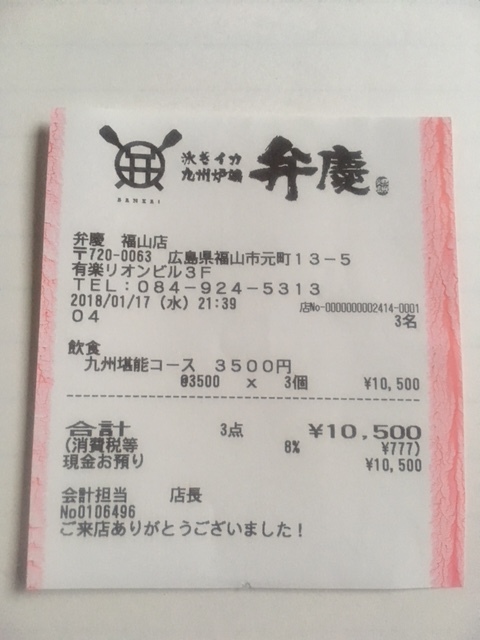 活きイカ
九州炉端 弁慶
BENKEI
弁慶 福山店
〒720-0063 広島県福山市元町13-5
有楽リオンビル3F
TEL:084-924-5313
2018/01/17 (水) 21:39 店No-0000000002414-0001
04 3名
飲食
九州堪能コース 3500円
@3500 x 3個 ¥10,500
合計 3点 ¥10,500
(消費税等 8% ¥777)
現金お預り ¥10,500
会計担当 店長
No0106496
ご来店ありがとうございました!